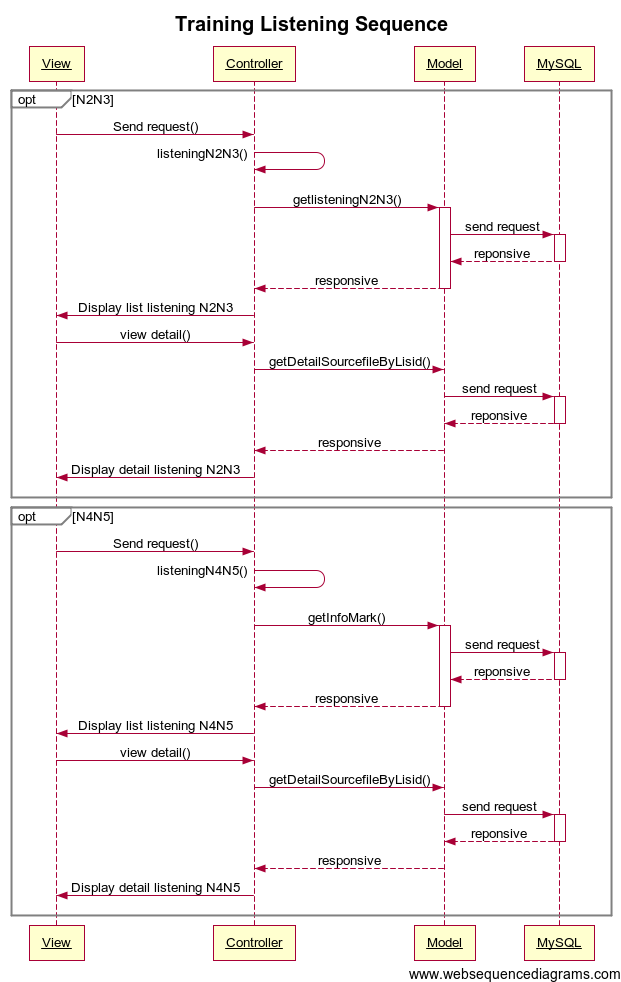 Training Listening Sequence
View Controller Model MySQL
opt [N2N3]
Send request()
listeningN2N3()
getlisteningN2N3()
send request
reponsive
responsive
Display list listening N2N3
view detail()
getDetailSourcefileByLisid()
send request
reponsive
responsive
Display detail listening N2N3
opt [N4N5]
Send request()
listeningN4N5()
getInfoMark()
send request
reponsive
responsive
Display list listening N4N5
view detail()
getDetailSourcefileByLisid()
send request
reponsive
responsive
Display detail listening N4N5
View Controller Model MySQL
www.websequencediagrams.com